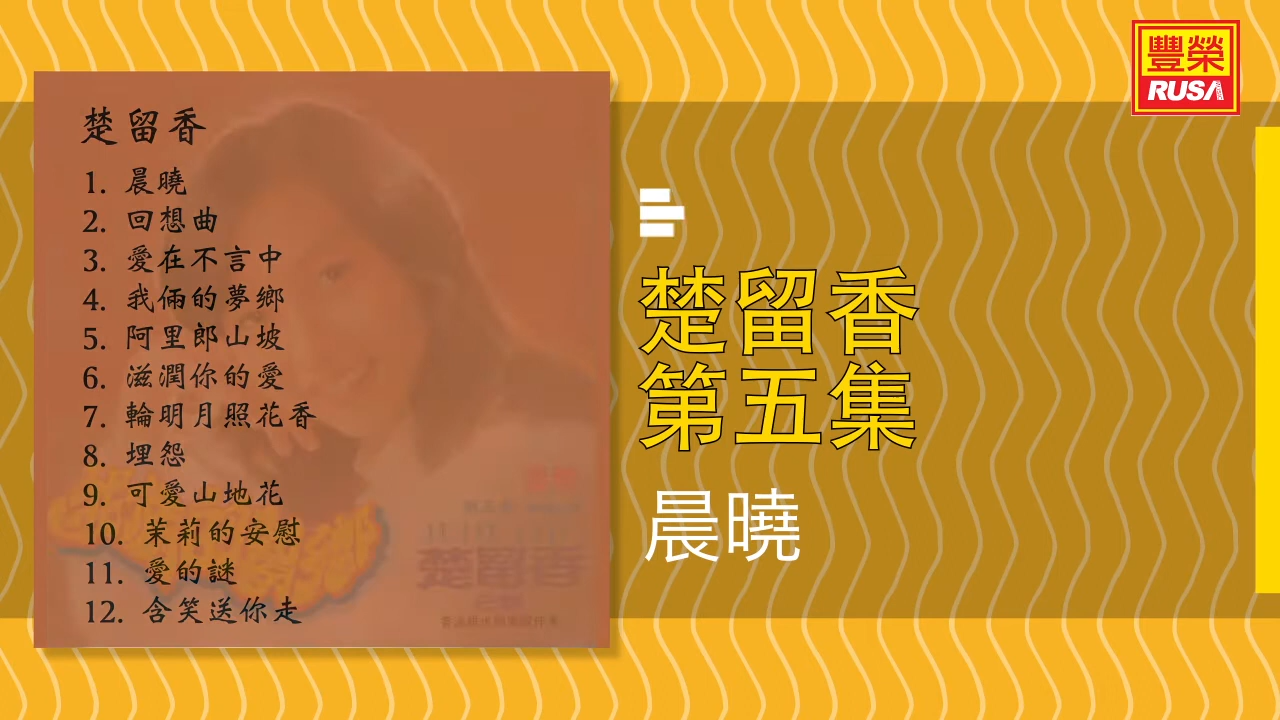 楚留香
1. 晨曉
2. 回想曲
3. 愛在不言中
4. 我倆的夢鄉
5. 阿里郎山坡
6. 滋潤你的愛
7. 輪明月照花香
8. 埋怨
9. 可愛山地花
10. 茉莉的安慰
11. 愛的謎
12. 含笑送你走
楚留香
豐榮
RUSA
楚留香
第五集
晨曉